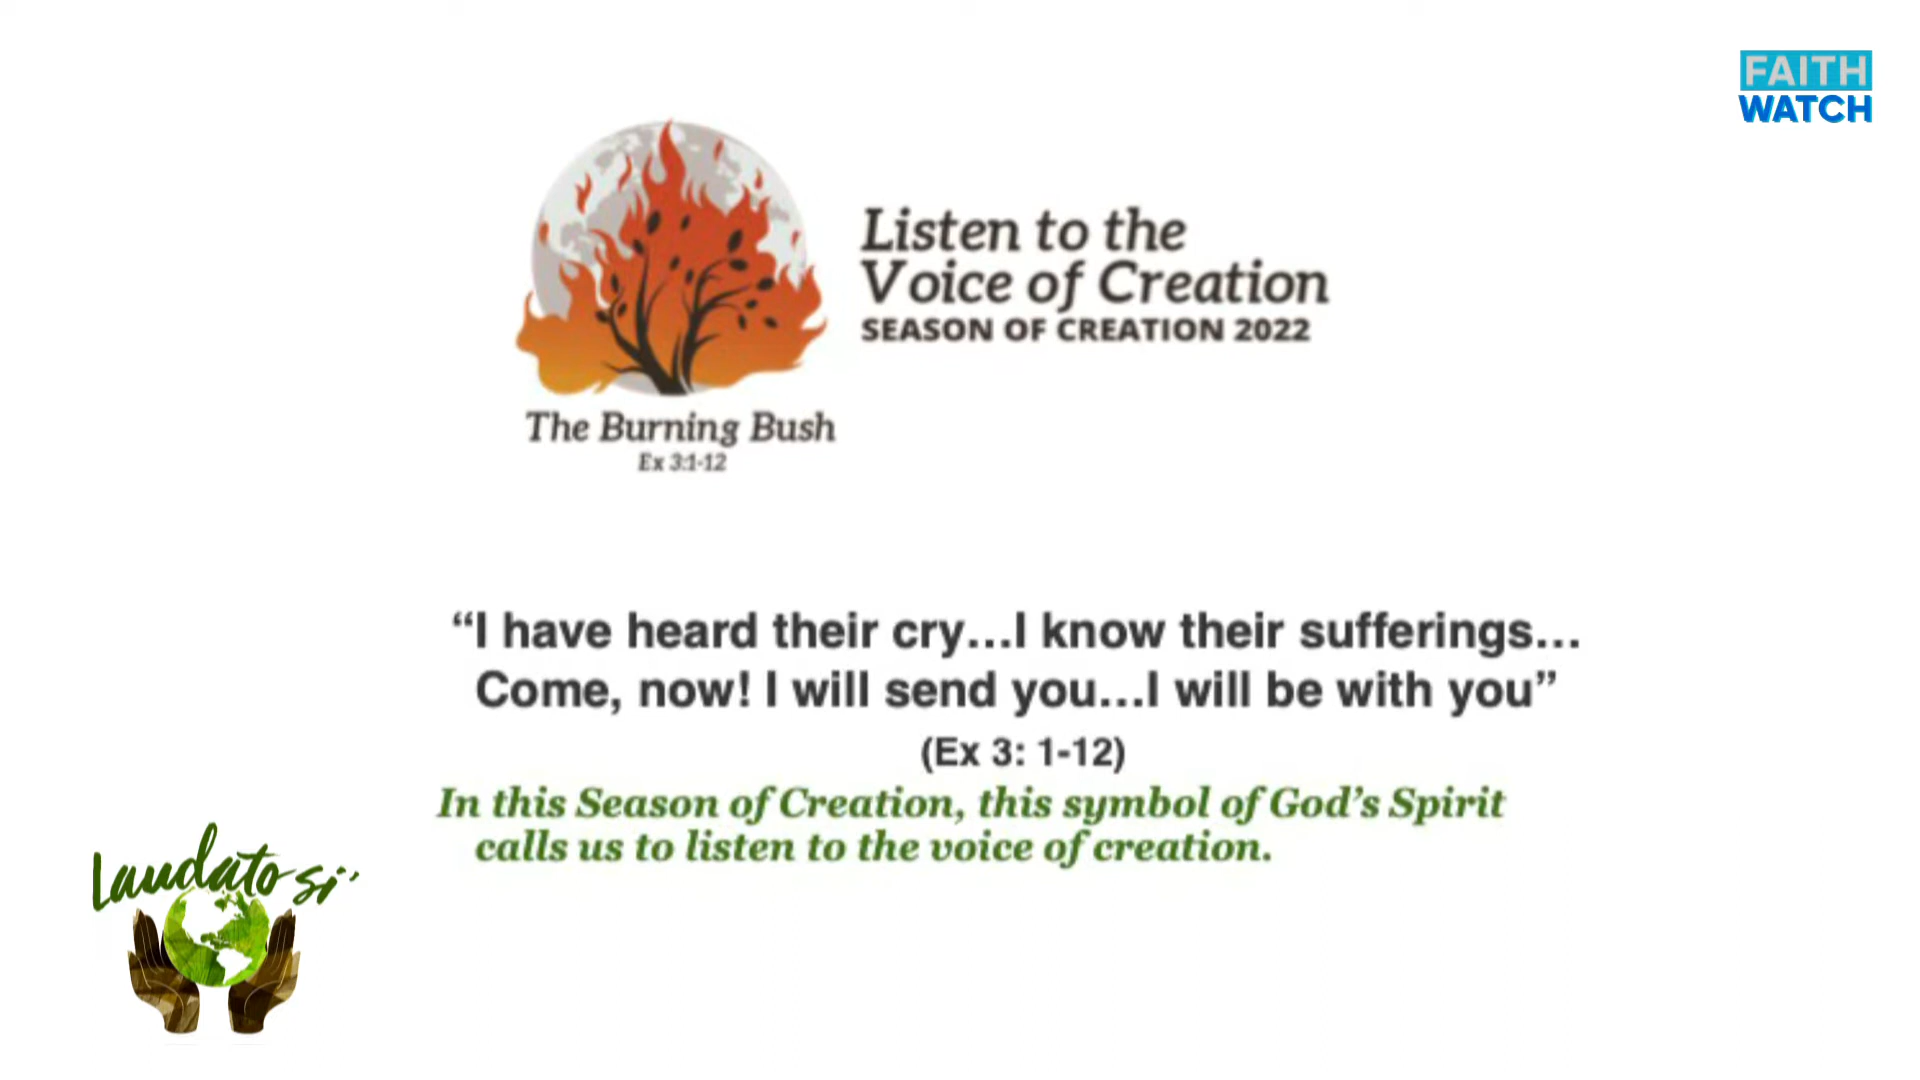 FAITH
WATCH
Listen to the
Voice of Creation
SEASON OF CREATION 2022
The Burning Bush
Ex 3:1-12
“I have heard their cry...I know their sufferings...
Come, now! I will send you...I will be with you”
(Ex 3: 1-12)
In this Season of Creation, this symbol of God’s Spirit
calls us to listen to the voice of creation.
Laudato si’